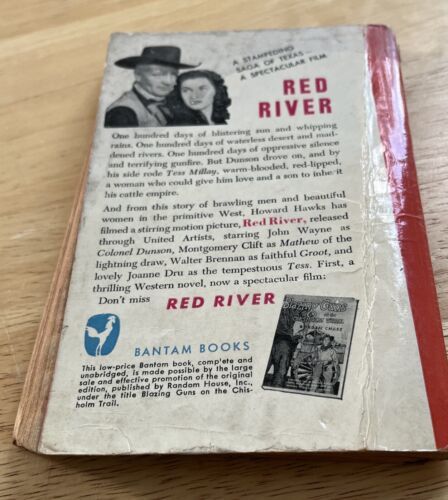 A STAMPEDING
SAGA OF TEXAS
A SPECTACULAR FILM
RED
RIVER
One hundred days of blistering sun and whipping
rains. One hundred days of waterless desert and mad-
dened rivers. One hundred days of oppressive silence
and terrifying gunfire. But Dunson drove on, and by
his side rode Tess Millay, warm-blooded, red-lipped,
a woman who could give him love and a son to inherit
his cattle empire.
And from this story of brawling men and beautiful
women in the primitive West, Howard Hawks has
filmed a stirring motion picture, Red River, released
through United Artists, starring John Wayne as
Colonel Dunson, Montgomery Clift as Mathew of the
lightning draw, Walter Brennan as faithful Groot, and
lovely Joanne Dru as the tempestuous Tess. First, a
thrilling Western novel, now a spectacular film:
Don't miss RED RIVER
BANTAM BOOKS
This low-price Bantam book, complete and
unabridged, is made possible by the large
sale and effective promotion of the original
edition, published by Random House, Inc.,
under the title Blazing Guns on the Chis-
holm Trail.
Blazing Guns